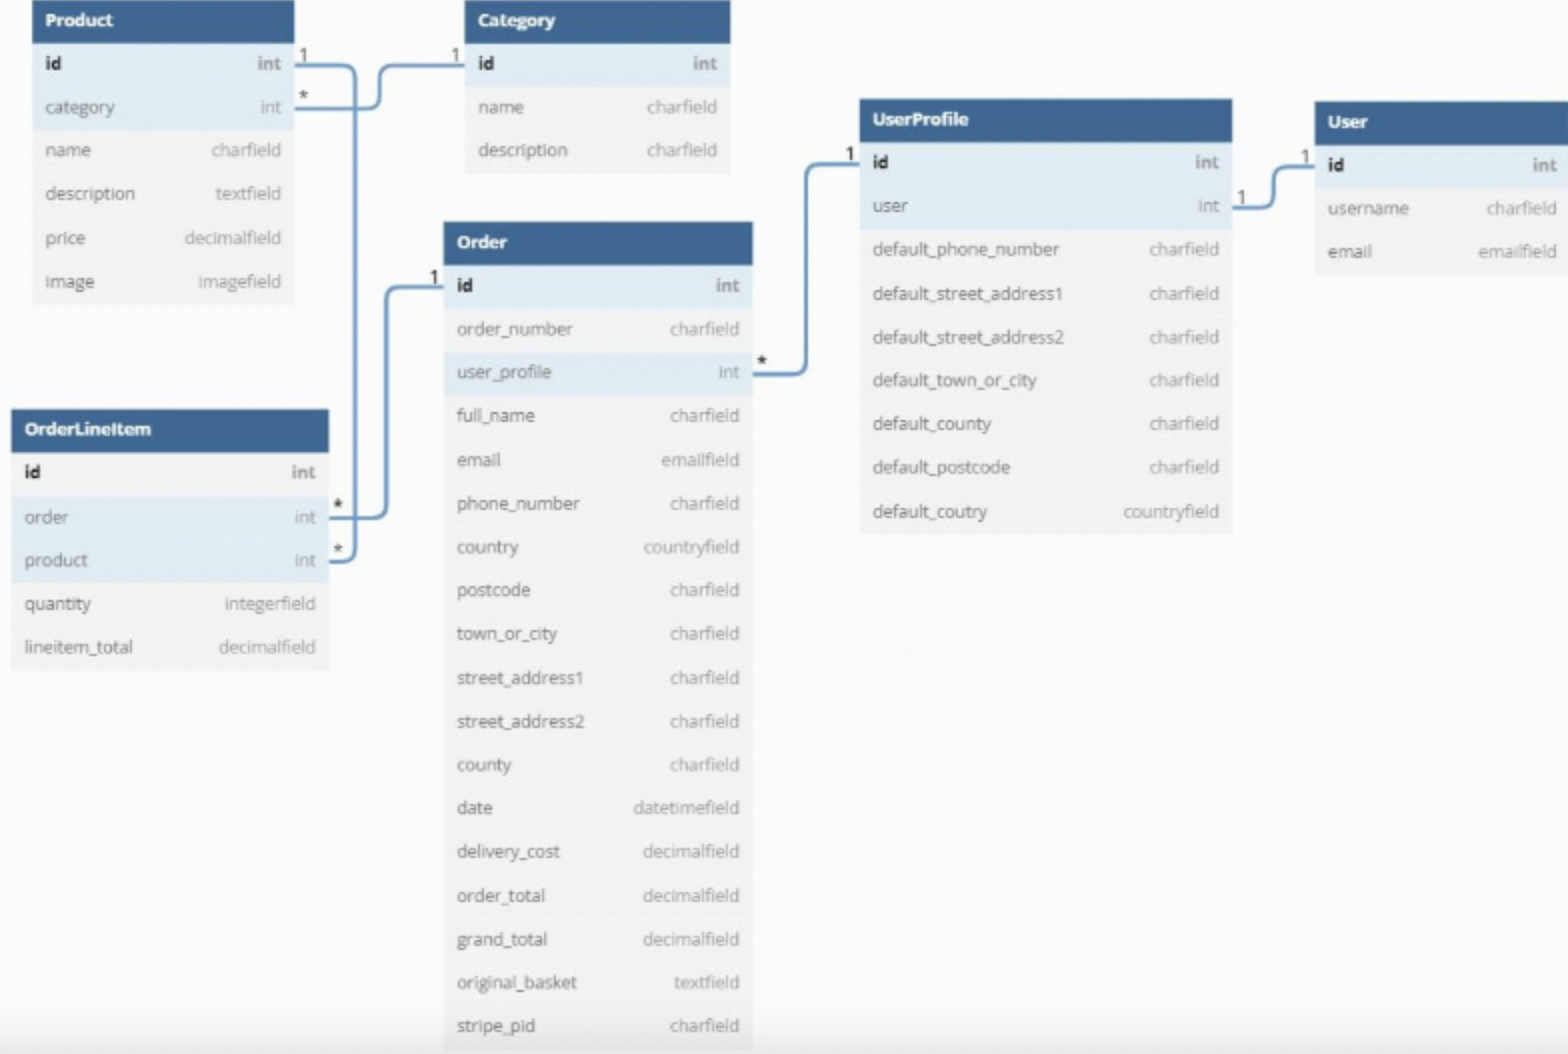 Product
1
id int
*
category int
name charfield
description textfield
price decimalfield
image imagefield
Category
1
id int
name charfield
description charfield
UserProfile
1
id int
1
user int
default_phone_number charfield
default_street_address1 charfield
default_street_address2 charfield
default_town_or_city charfield
default_county charfield
default_postcode charfield
default_coutry countryfield
User
1
id int
username charfield
email emailfield
Order
1
id int
order_number charfield
*
user_profile int
full_name charfield
email emailfield
phone_number charfield
country countryfield
postcode charfield
town_or_city charfield
street_address1 charfield
street_address2 charfield
county charfield
date datetimefield
delivery_cost decimalfield
order_total decimalfield
grand_total decimalfield
original_basket textfield
stripe_pid charfield
OrderLineItem
id int
*
order int
*
product int
quantity integerfield
lineitem_total decimalfield